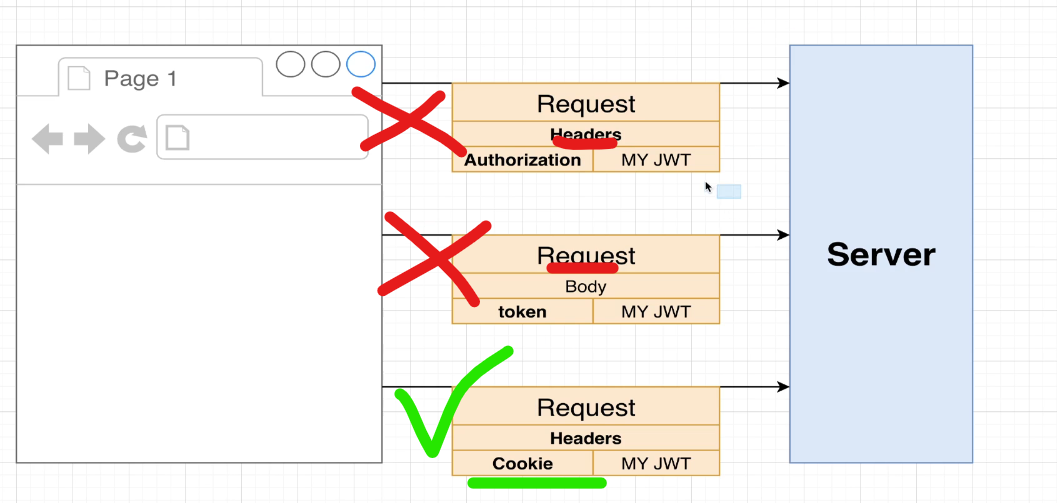 Page 1
Request
Headers
Authorization MY JWT
Request
Body
token MY JWT
Request
Headers
Cookie MY JWT
Server